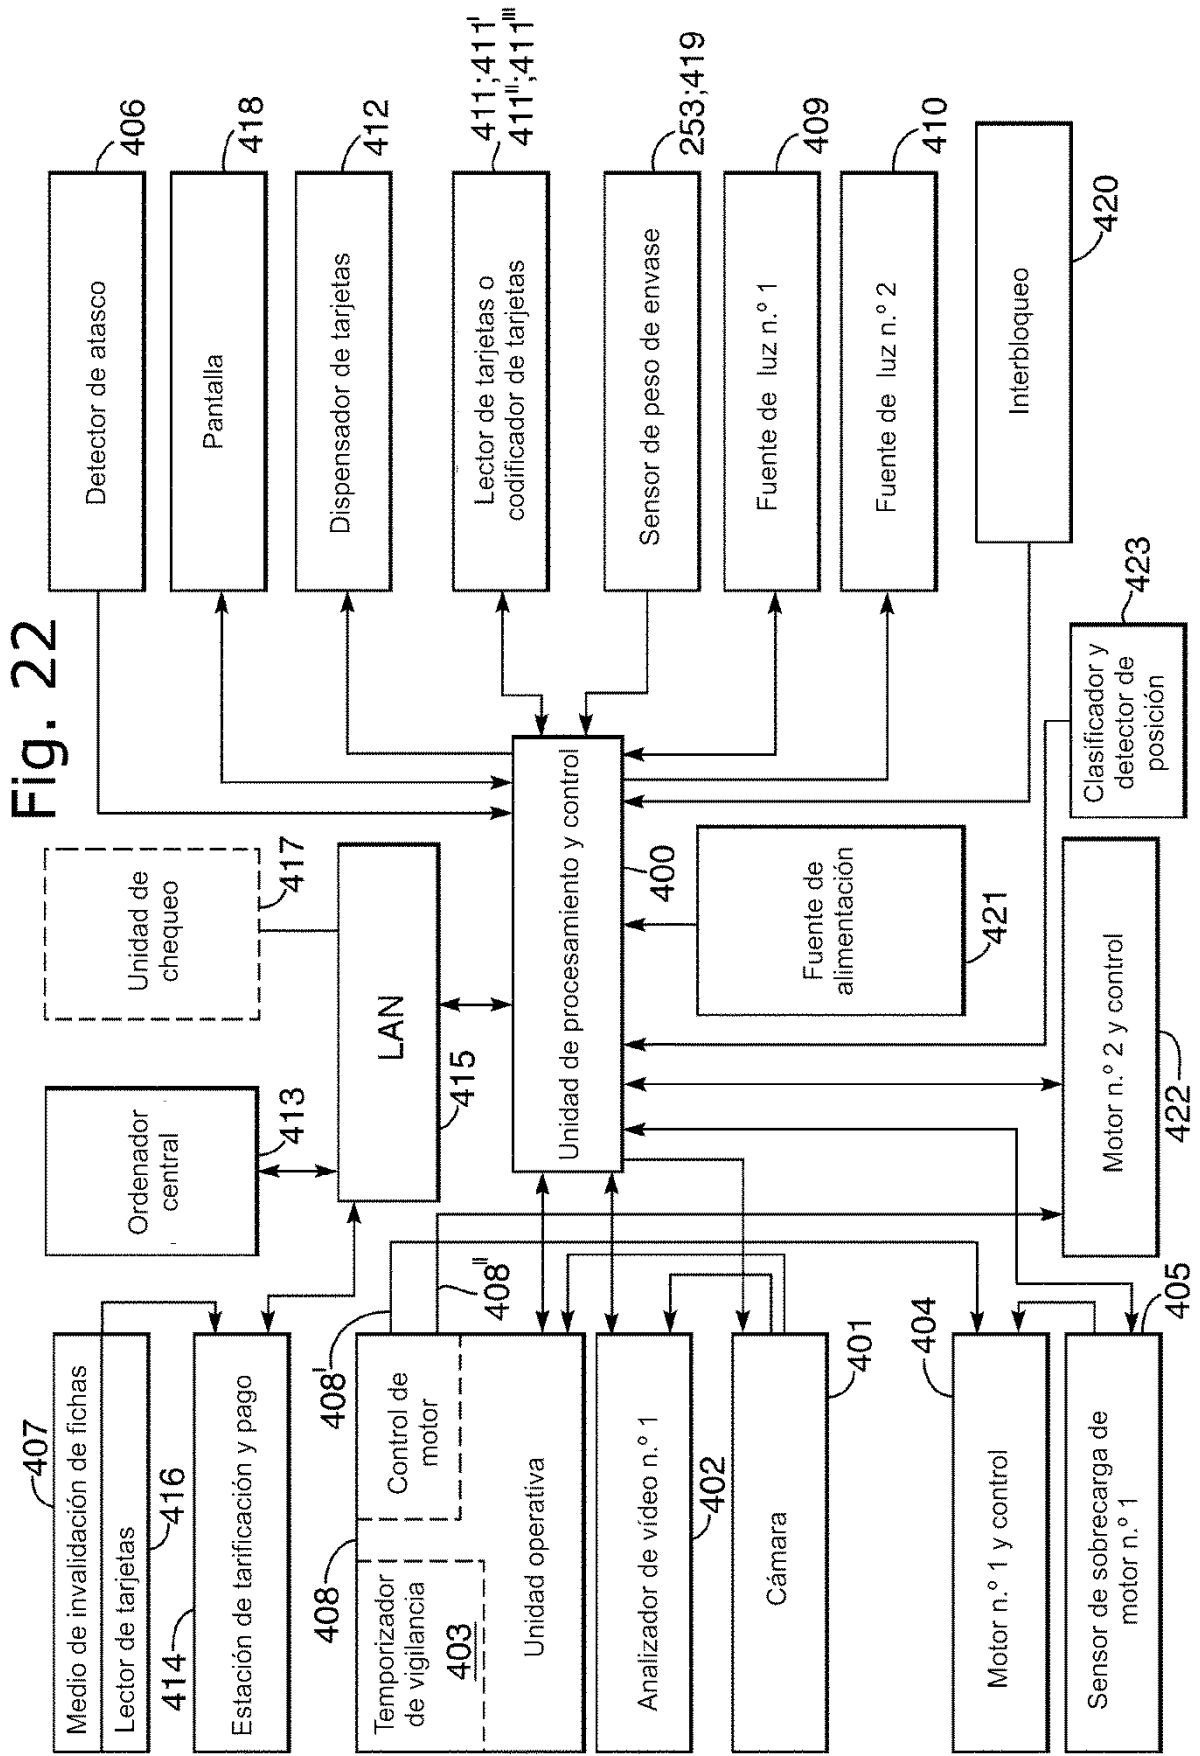 Fig. 22
Medio de invalidación de fichas
407
Lector de tarjetas
416
Estación de tarificación y pago
414
Temporizador
de vigilancia
403
Control de
motor
408
408'
408''
Unidad operativa
Analizador de vídeo n.º 1
402
Cámara
401
Motor n.º 1 y control
404
Sensor de sobrecarga de
motor n.º 1
405
Ordenador
central
413
Unidad de
chequeo
417
LAN
415
Unidad de procesamiento y control
400
Fuente de
alimentación
421
Motor n.º 2 y control
422
Clasificador y
detector de
posición
423
Detector de atasco
406
Pantalla
418
Dispensador de tarjetas
412
Lector de tarjetas o
codificador de tarjetas
411;411'
411'';411'''
Sensor de peso de envase
253;419
Fuente de luz n.º 1
409
Fuente de luz n.º 2
410
Interbloqueo
420